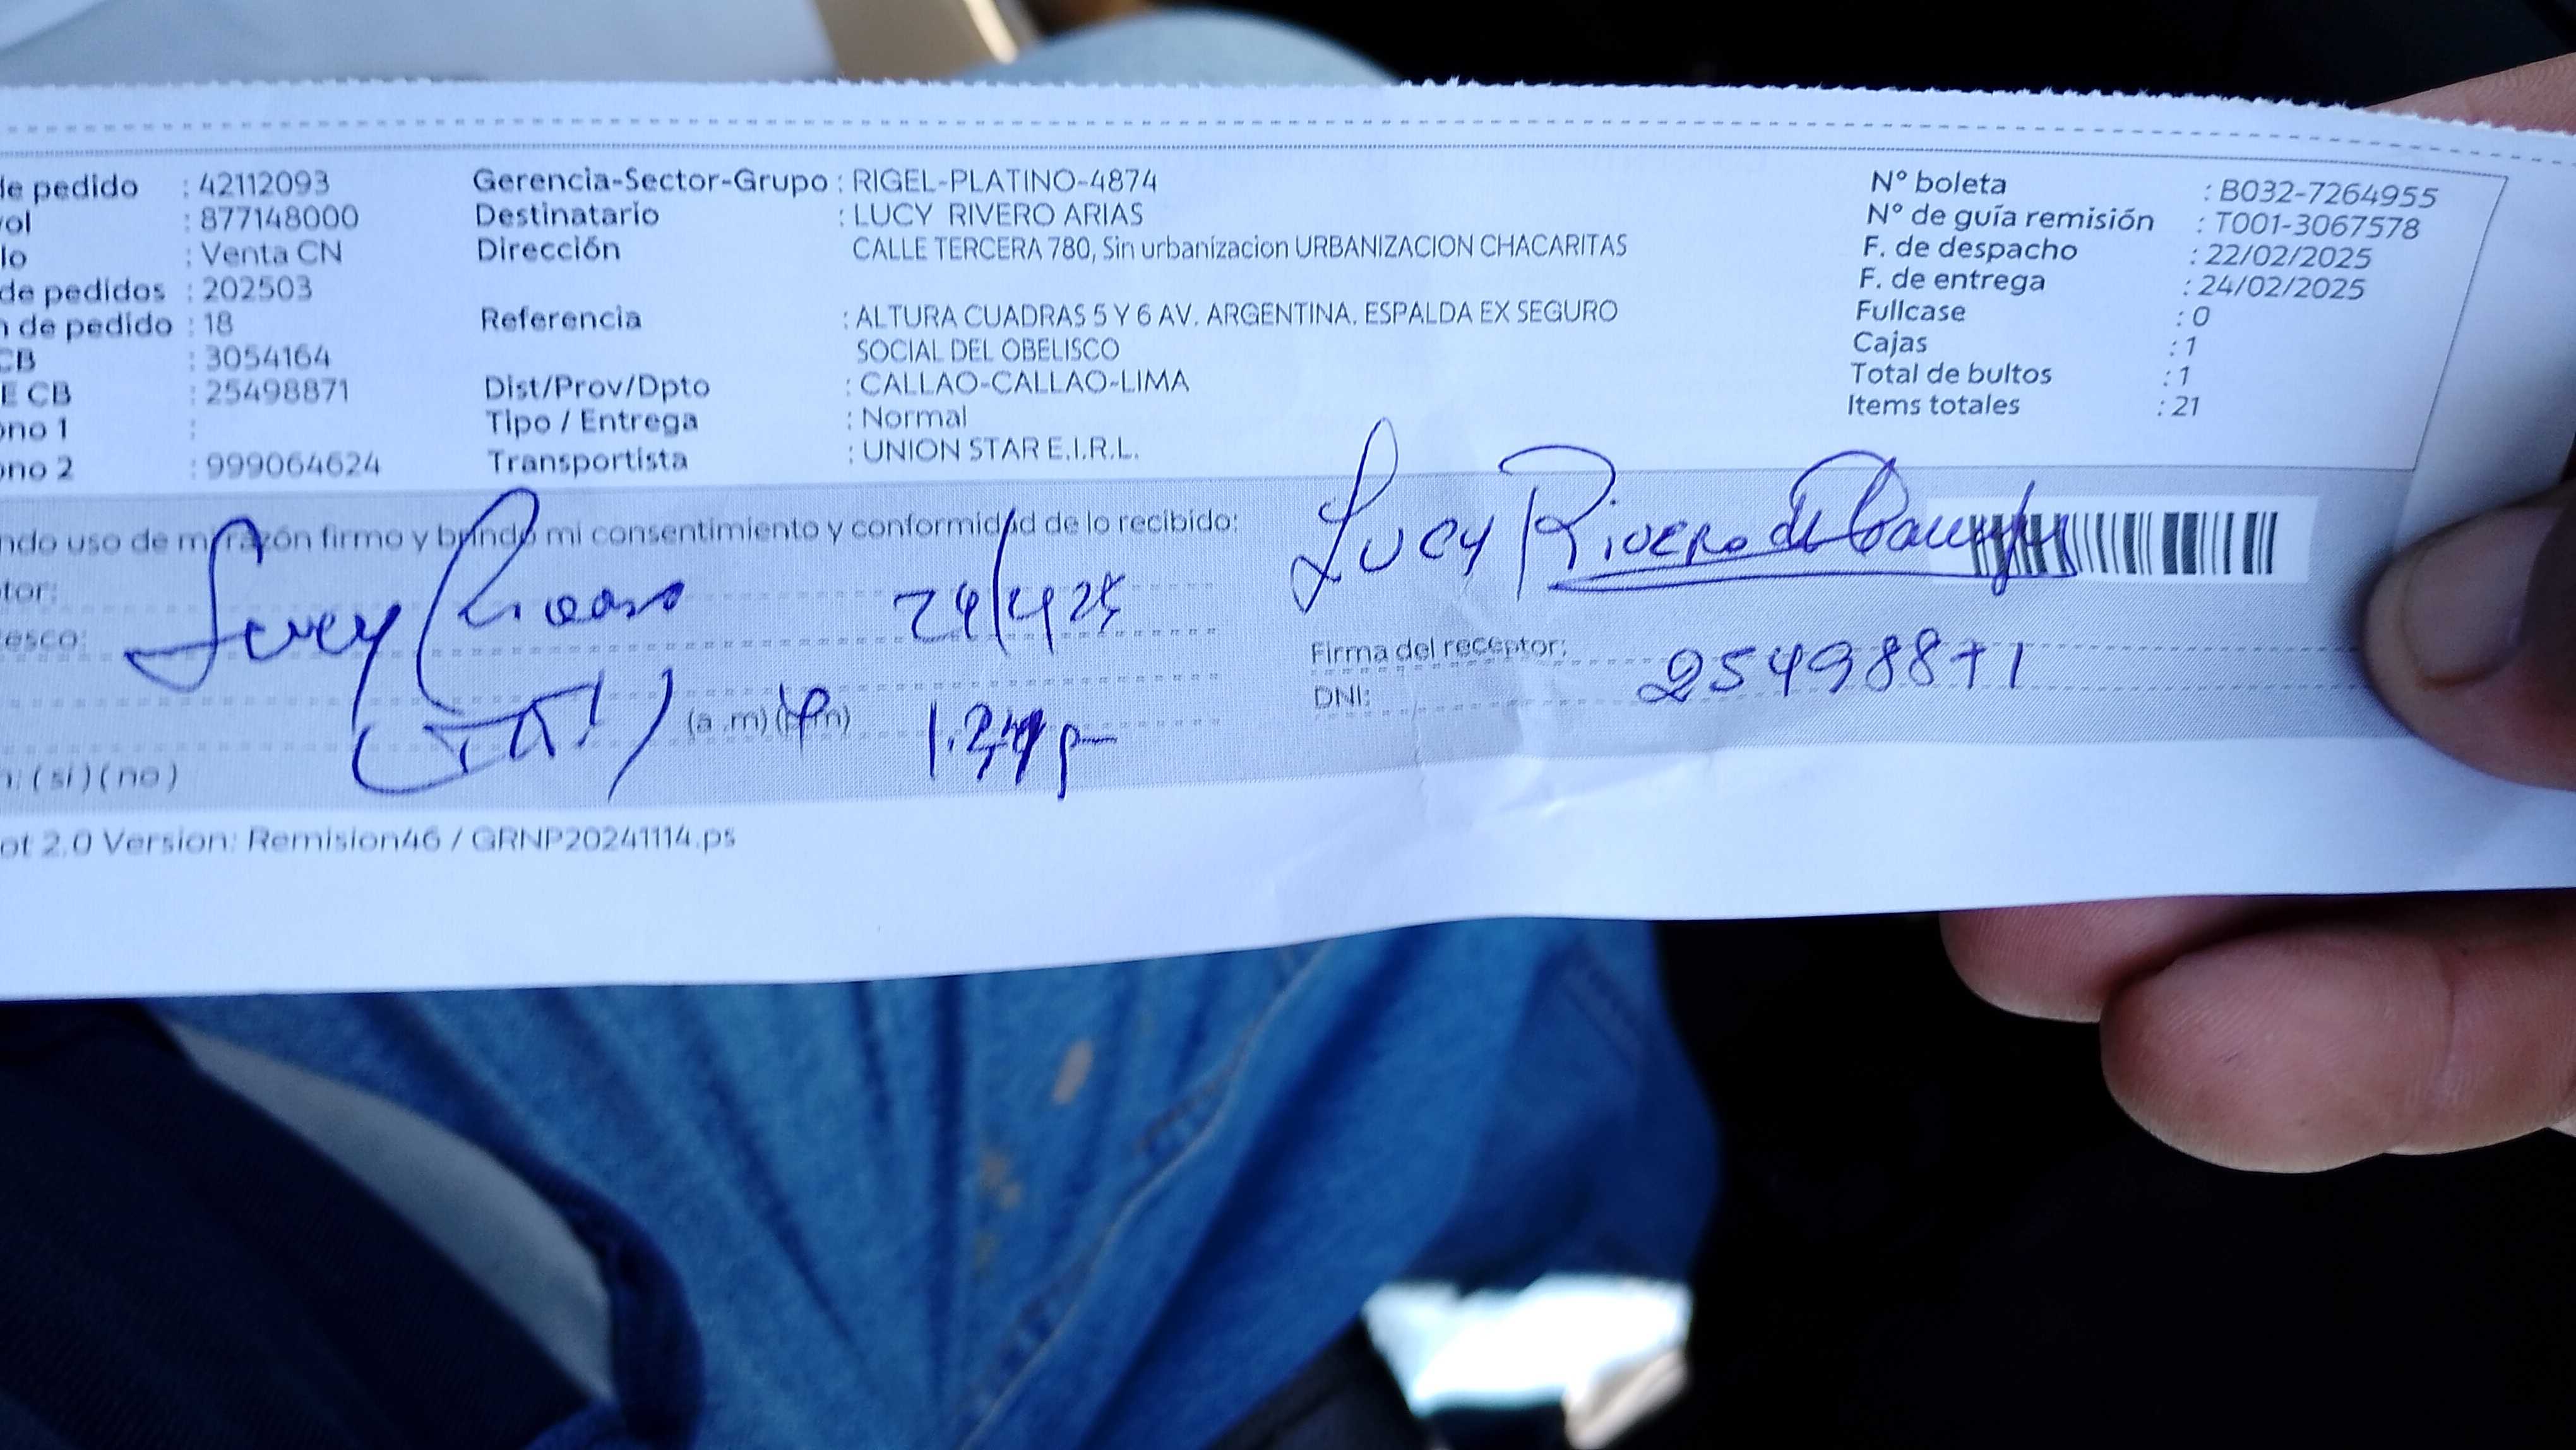 de pedido : 42112093
vol : 877148000
lo : Venta CN
de pedidos : 202503
n de pedido : 18
CB : 3054164
E CB : 25498871
ono 1 :
ono 2 : 999064624
Gerencia-Sector-Grupo : RIGEL-PLATINO-4874
Destinatario : LUCY RIVERO ARIAS
Dirección CALLE TERCERA 780, Sin urbanizacion URBANIZACION CHACARITAS
Referencia : ALTURA CUADRAS 5 Y 6 AV. ARGENTINA. ESPALDA EX SEGURO
SOCIAL DEL OBELISCO
Dist/Prov/Dpto : CALLAO-CALLAO-LIMA
Tipo / Entrega : Normal
Transportista : UNION STAR E.I.R.L.
N° boleta : B032-7264955
N° de guía remisión : T001-3067578
F. de despacho : 22/02/2025
F. de entrega : 24/02/2025
Fullcase : 0
Cajas : 1
Total de bultos : 1
Items totales : 21
ndo uso de mi razón firmo y brindo mi consentimiento y conformidad de lo recibido:
tor:
esco:
Lucy
(a .m) (p.m)
n: (si) (no)
Lucy Rivero de
Firma del receptor:
DNI: 25498871
ot 2.0 Version: Remision46 / GRNP20241114.ps